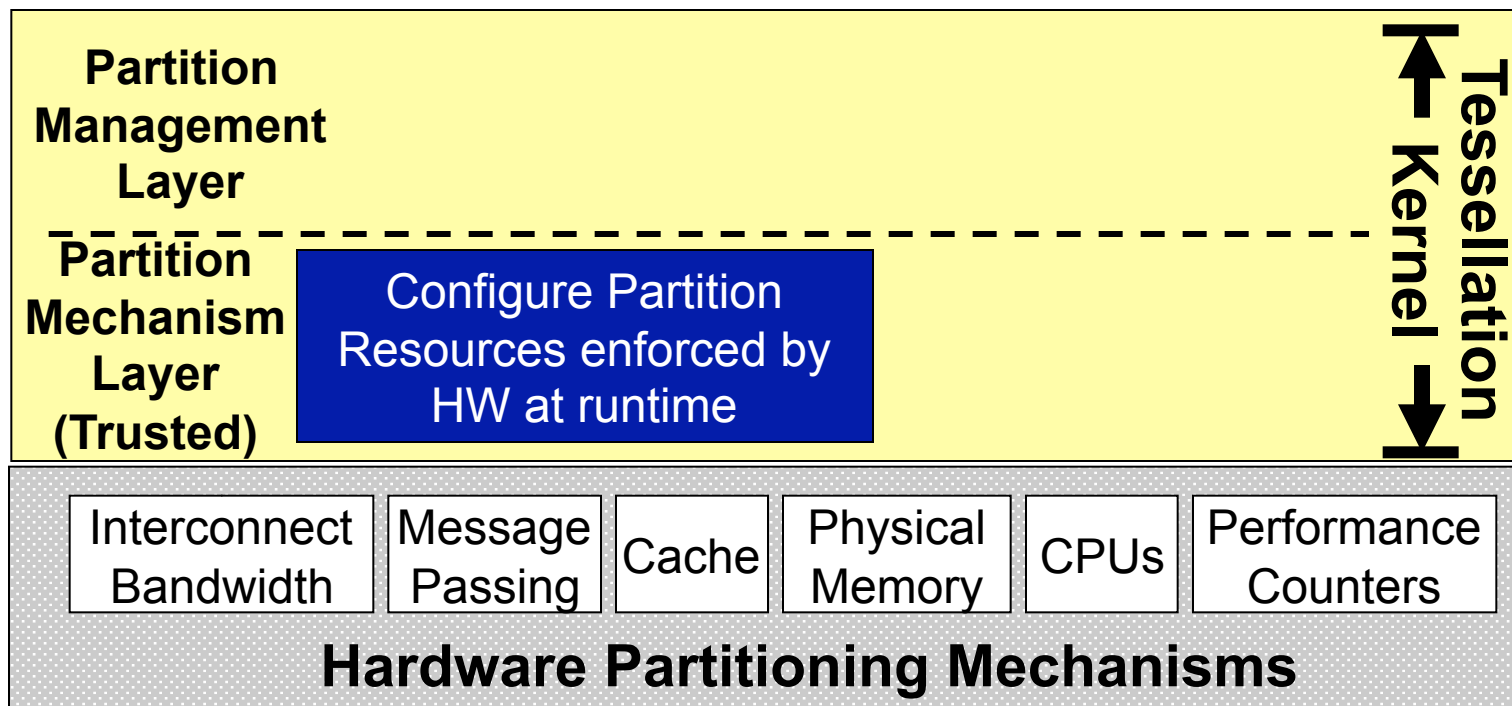 Partition
Management
Layer
Partition
Mechanism
Layer
(Trusted)
Configure Partition
Resources enforced by
HW at runtime
Tessellation
Kernel
Interconnect
Bandwidth
Message
Passing
Cache
Physical
Memory
CPUs
Performance
Counters
Hardware Partitioning Mechanisms